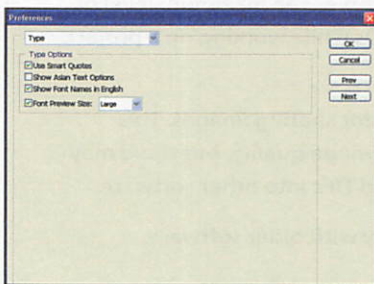 Preferences
Type
OK
Cancel
Prev
Next
Type Options
Use Smart Quotes
Show Asian Text Options
Show Font Names in English
Font Preview Size: Large